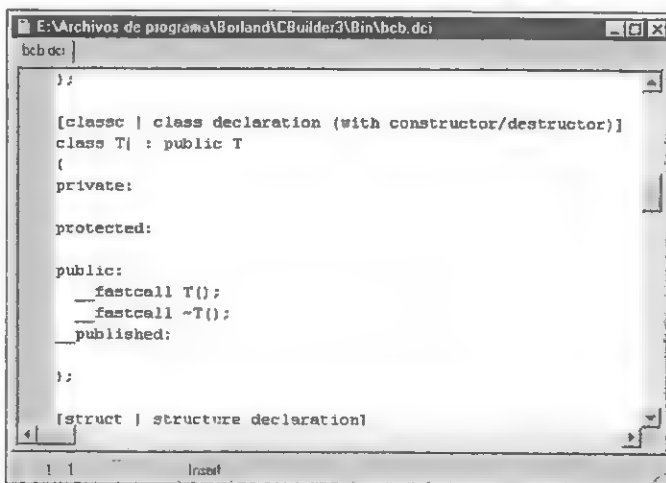 E:\Archivos de programa\Borland\CBuilder3\Bin\bcb.dci
bcb.dci
};
[classc | class declaration (with constructor/destructor)]
class T| : public T
{
private:
protected:
public:
__fastcall T();
__fastcall ~T();
__published:
};
[struct | structure declaration]
1 1 Insert